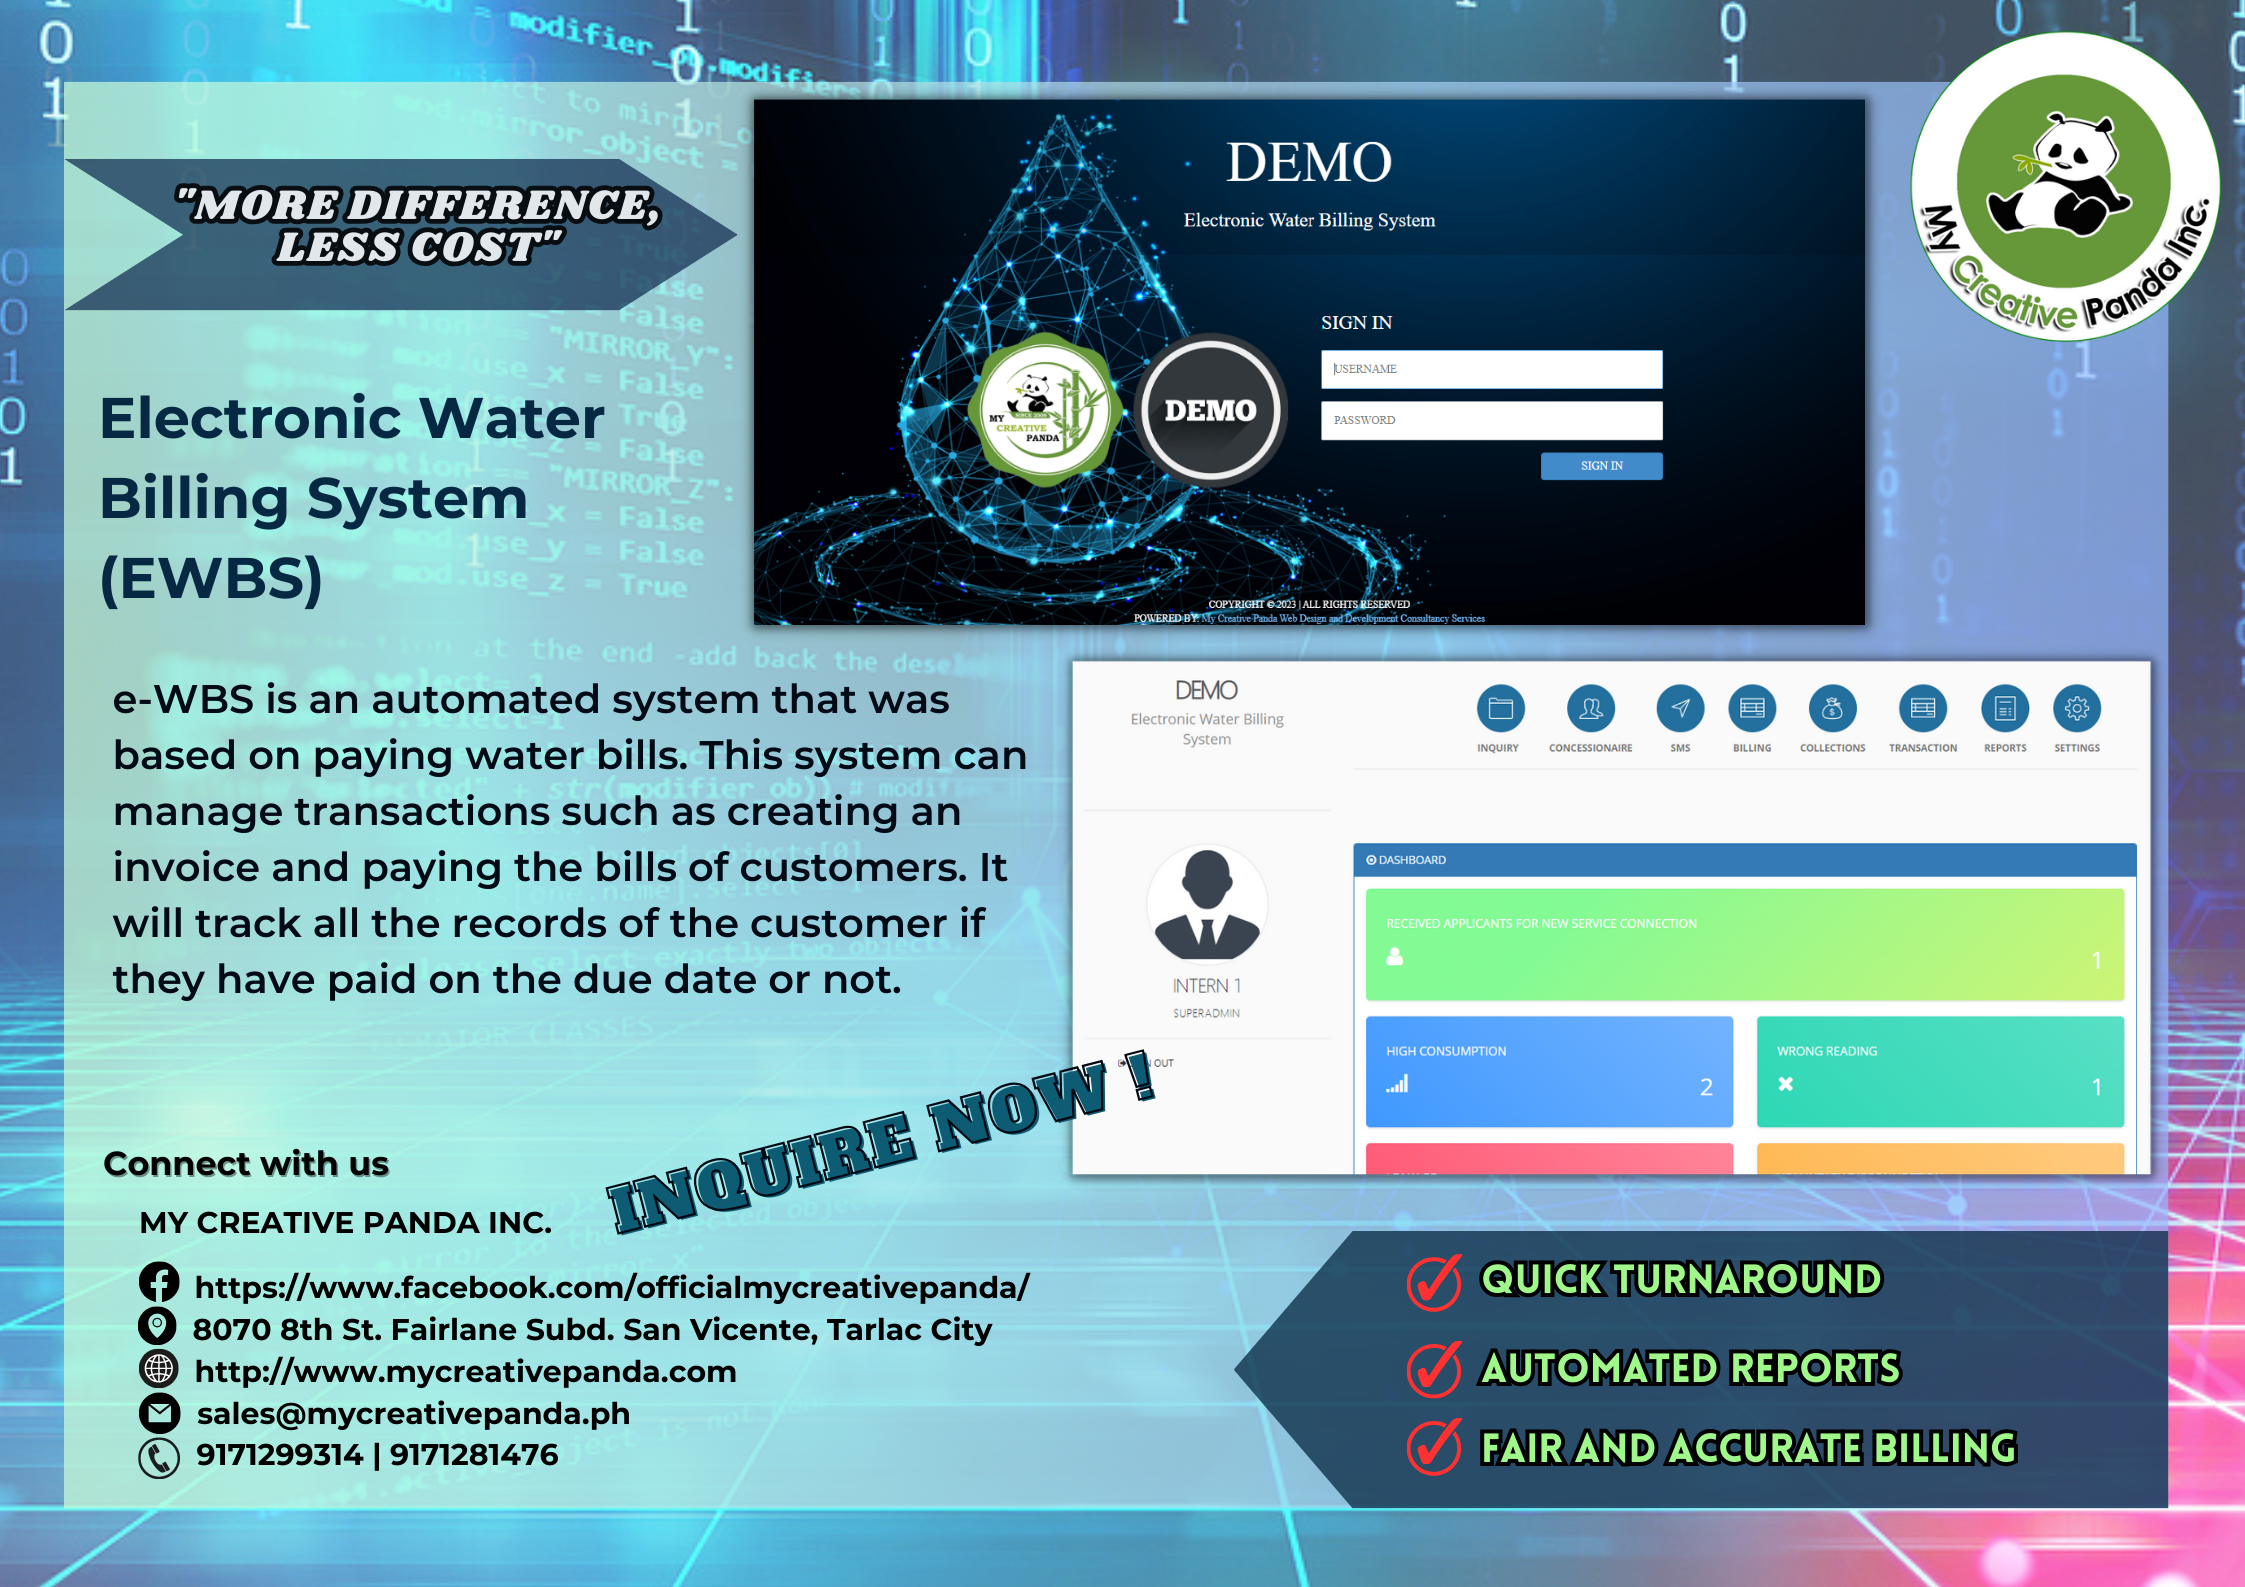 "MORE DIFFERENCE,
LESS COST"
Electronic Water
Billing System
(EWBS)
e-WBS is an automated system that was
based on paying water bills. This system can
manage transactions such as creating an
invoice and paying the bills of customers. It
will track all the records of the customer if
they have paid on the due date or not.
DEMO
Electronic Water Billing System
SIGN IN
USERNAME
PASSWORD
SIGN IN
MY
SINCE 2006
CREATIVE
PANDA
DEMO
COPYRIGHT © 2023 | ALL RIGHTS RESERVED
POWERED BY: My Creative Panda Web Design and Development Consultancy Services
My Creative Panda Inc.
DEMO
Electronic Water Billing
System
INQUIRY CONCESSIONAIRE SMS BILLING COLLECTIONS TRANSACTION REPORTS SETTINGS
INTERN 1
SUPERADMIN
OUT
DASHBOARD
RECEIVED APPLICANTS FOR NEW SERVICE CONNECTION
1
HIGH CONSUMPTION
2
WRONG READING
1
INQUIRE NOW !
Connect with us
MY CREATIVE PANDA INC.
https://www.facebook.com/officialmycreativepanda/
8070 8th St. Fairlane Subd. San Vicente, Tarlac City
http://www.mycreativepanda.com
sales@mycreativepanda.ph
9171299314 | 9171281476
QUICK TURNAROUND
AUTOMATED REPORTS
FAIR AND ACCURATE BILLING